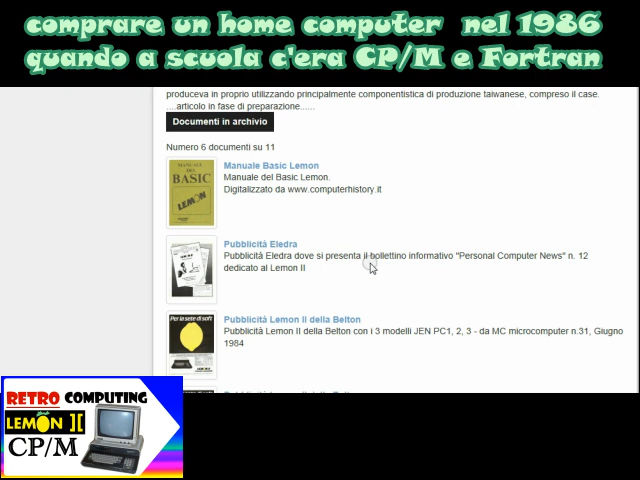 comprare un home computer nel 1986
quando a scuola c'era CP/M e Fortran
produceva in proprio utilizzando principalmente componentistica di produzione taiwanese, compreso il case.
....articolo in fase di preparazione......
Documenti in archivio
Numero 6 documenti su 11
MANUALE
DEL
BASIC
LEMON
Manuale Basic Lemon
Manuale del Basic Lemon.
Digitalizzato da www.computerhistory.it
Pubblicità Eledra
Pubblicità Eledra dove si presenta il bollettino informativo "Personal Computer News" n. 12
dedicato al Lemon II
Per la sete di soft
Pubblicità Lemon II della Belton
Pubblicità Lemon II della Belton con i 3 modelli JEN PC1, 2, 3 - da MC microcomputer n.31, Giugno
1984
RETRO COMPUTING
LEMON ][
CP/M